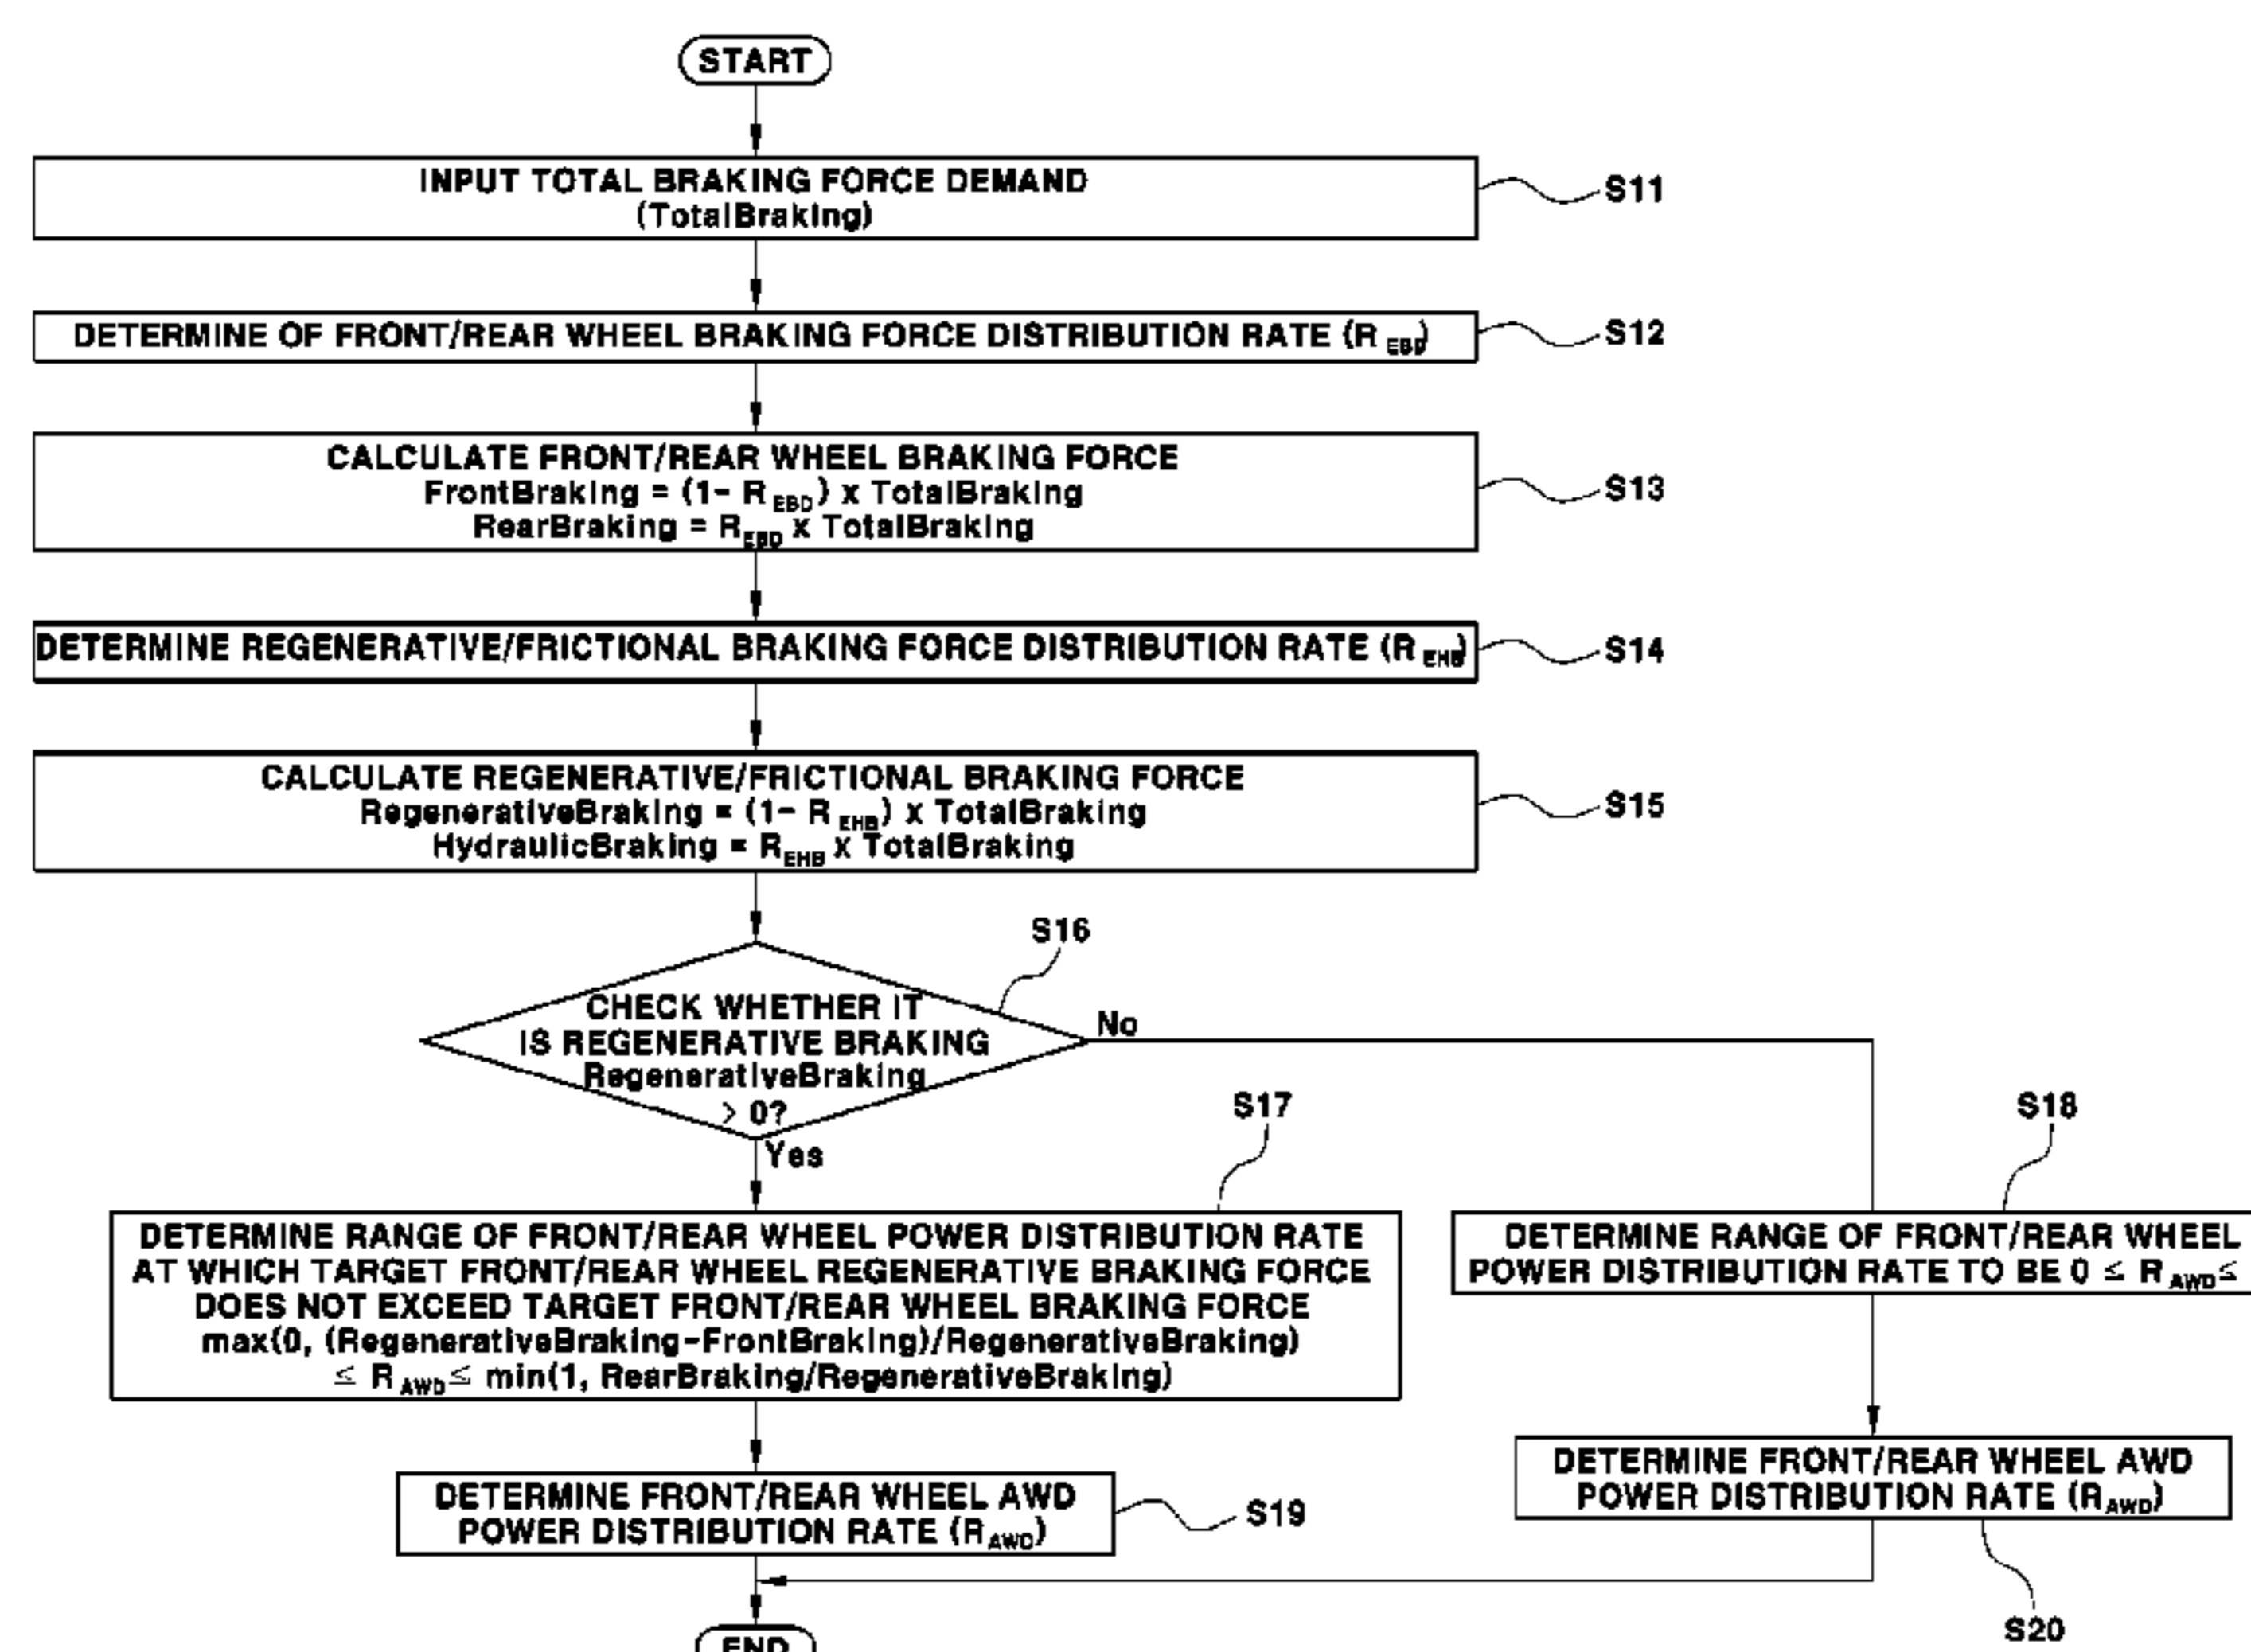 START
INPUT TOTAL BRAKING FORCE DEMAND
(TotalBraking)
S11
DETERMINE OF FRONT/REAR WHEEL BRAKING FORCE DISTRIBUTION RATE (R EBD)
S12
CALCULATE FRONT/REAR WHEEL BRAKING FORCE
FrontBraking = (1- R EBD) x TotalBraking
RearBraking = R EBD x TotalBraking
S13
DETERMINE REGENERATIVE/FRICTIONAL BRAKING FORCE DISTRIBUTION RATE (R EHB)
S14
CALCULATE REGENERATIVE/FRICTIONAL BRAKING FORCE
RegenerativeBraking = (1- R EHB) x TotalBraking
HydraulicBraking = R EHB x TotalBraking
S15
S16
CHECK WHETHER IT
IS REGENERATIVE BRAKING
RegenerativeBraking
> 0?
No
Yes
S17
DETERMINE RANGE OF FRONT/REAR WHEEL POWER DISTRIBUTION RATE
AT WHICH TARGET FRONT/REAR WHEEL REGENERATIVE BRAKING FORCE
DOES NOT EXCEED TARGET FRONT/REAR WHEEL BRAKING FORCE
max(0, (RegenerativeBraking-FrontBraking)/RegenerativeBraking)
≤ R AWD ≤ min(1, RearBraking/RegenerativeBraking)
S18
DETERMINE RANGE OF FRONT/REAR WHEEL
POWER DISTRIBUTION RATE TO BE 0 ≤ R AWD ≤
DETERMINE FRONT/REAR WHEEL AWD
POWER DISTRIBUTION RATE (R AWD)
S19
DETERMINE FRONT/REAR WHEEL AWD
POWER DISTRIBUTION RATE (R AWD)
S20
END